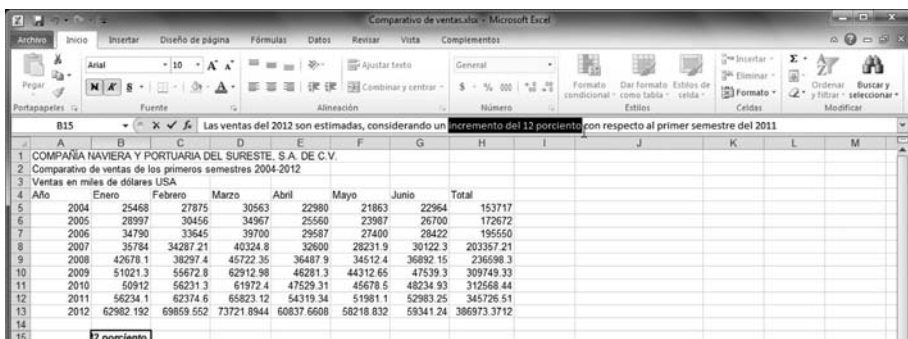 Comparativo de ventas.xlsx - Microsoft Excel
Archivo Inicio Insertar Diseño de página Fórmulas Datos Revisar Vista Complementos
Arial 10 Ajustar texto General Insertar
Eliminar
Pegar N K S Combinar y centrar $ % 000 Formato condicional Dar formato como tabla Estilos de celda Formato Ordenar y filtrar Buscar y seleccionar
Portapapeles Fuente Alineación Número Estilos Celdas Modificar
B15 fx Las ventas del 2012 son estimadas, considerando un incremento del 12 porciento con respecto al primer semestre del 2011
A B C D E F G H I J K L M
1 COMPAÑIA NAVIERA Y PORTUARIA DEL SURESTE, S.A. DE C.V.
2 Comparativo de ventas de los primeros semestres 2004-2012
3 Ventas en miles de dólares USA
4 Año Enero Febrero Marzo Abril Mayo Junio Total
5 2004 25468 27875 30563 22980 21863 22964 153717
6 2005 28997 30456 34967 25560 23987 26700 172672
7 2006 34790 33645 39700 29587 27400 28422 195550
8 2007 35784 34287.21 40324.8 32600 28231.9 30122.3 203357.21
9 2008 42678.1 38297.4 45722.35 36487.9 34512.4 36892.15 236598.3
10 2009 51021.3 55672.8 62912.98 46281.3 44312.65 47539.3 309749.33
11 2010 50912 56231.3 61972.4 47529.31 45678.5 48234.93 312568.44
12 2011 56234.1 62374.6 65823.12 54319.34 51981.1 52983.25 345726.51
13 2012 62982.192 69859.552 73721.8944 60837.6608 58218.832 59341.24 386973.3712
14
15 12 porciento